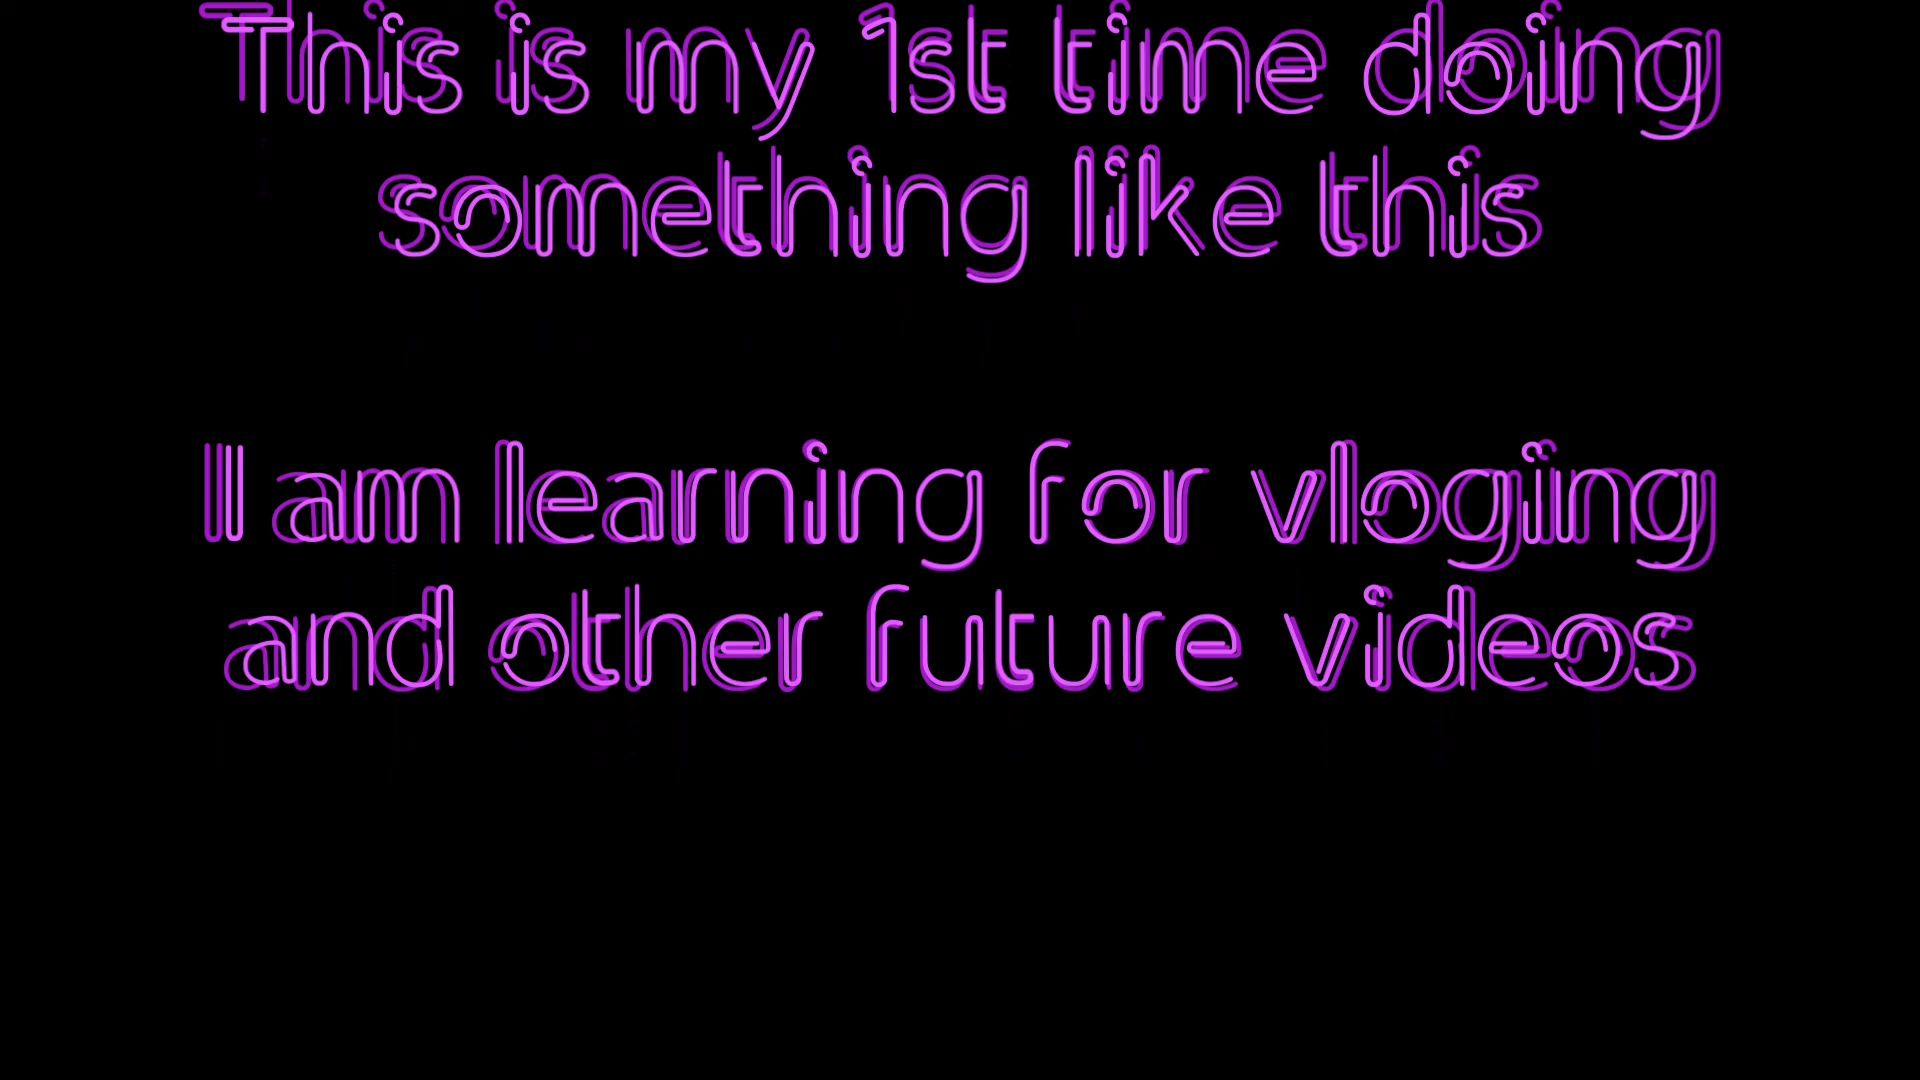 This is my 1st time doing
something like this
I am learning for vloging
and other future videos